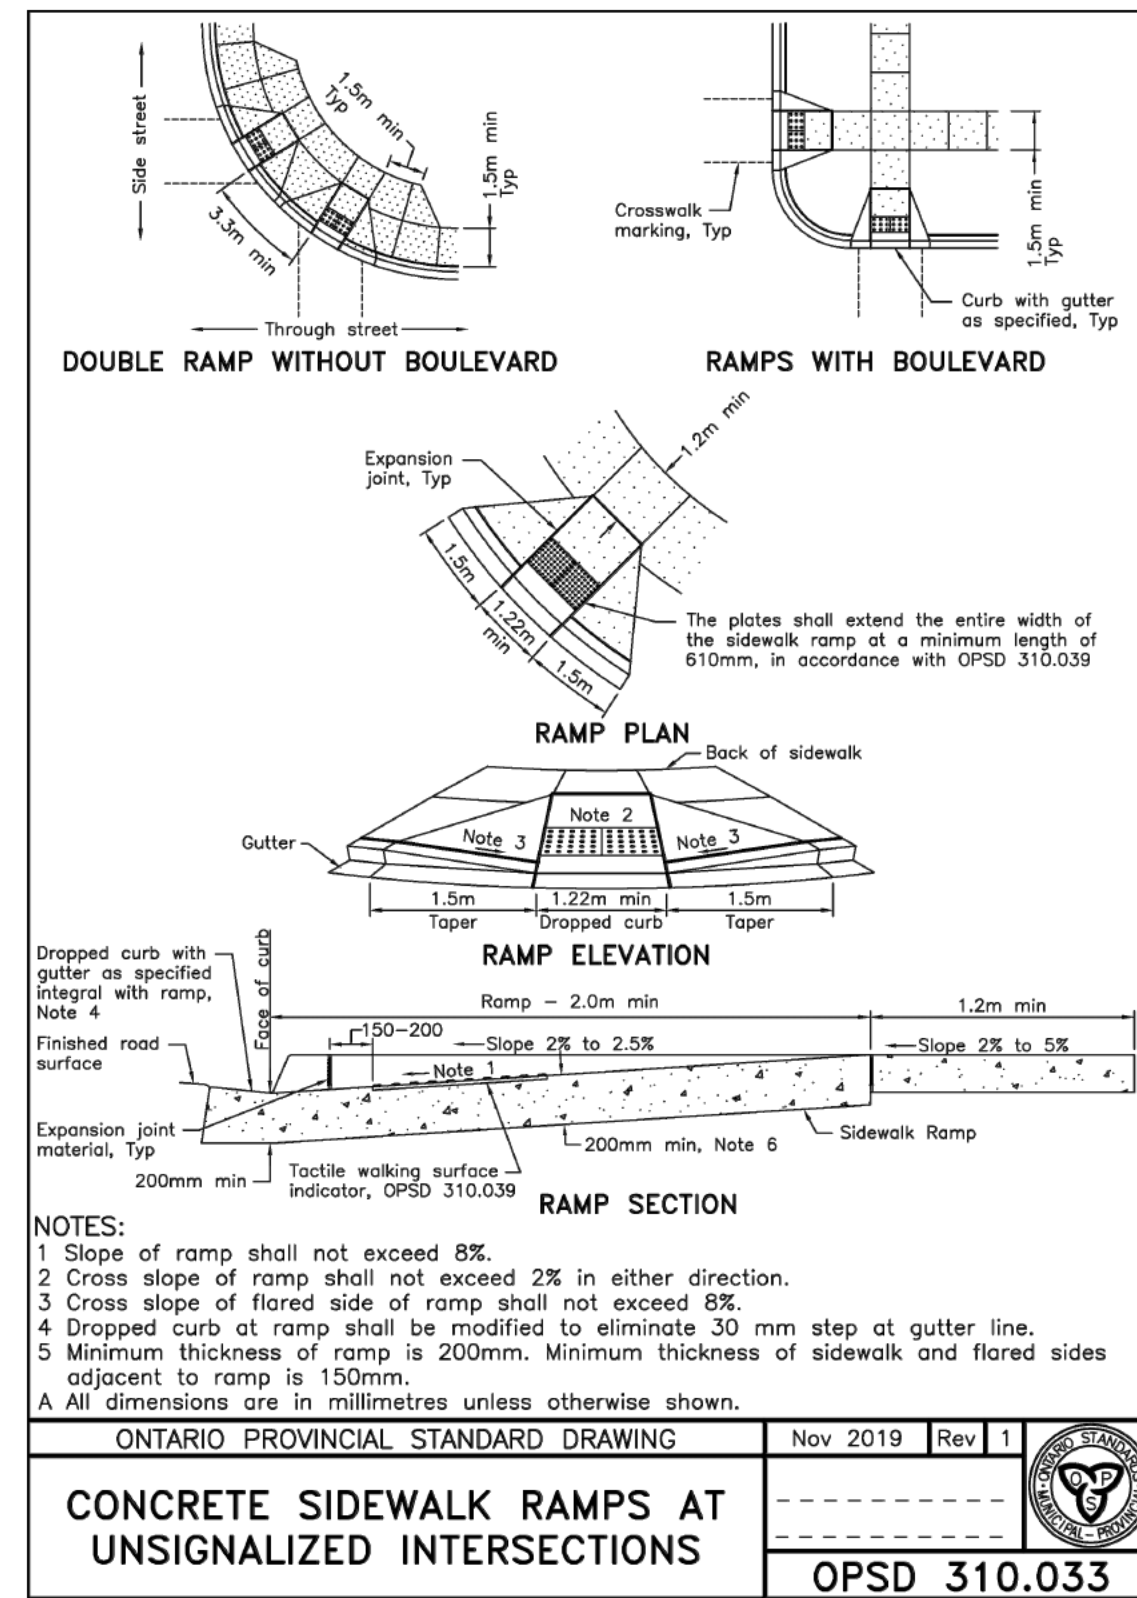 Side street
1.5m min
Typ
1.5m min
Typ
3.3m min
Through street
DOUBLE RAMP WITHOUT BOULEVARD
Crosswalk
marking, Typ
1.5m min
Typ
Curb with gutter
as specified, Typ
RAMPS WITH BOULEVARD
Expansion
joint, Typ
1.2m min
1.5m
1.22m
min
1.5m
The plates shall extend the entire width of
the sidewalk ramp at a minimum length of
610mm, in accordance with OPSD 310.039
RAMP PLAN
Back of sidewalk
Note 2
Gutter
Note 3
Note 3
1.5m
Taper
1.22m min
Dropped curb
1.5m
Taper
RAMP ELEVATION
Dropped curb with
gutter as specified
integral with ramp,
Note 4
Face of curb
Ramp - 2.0m min
1.2m min
Finished road
surface
150-200
Slope 2% to 2.5%
Slope 2% to 5%
Note 1
Expansion joint
material, Typ
200mm min
Tactile walking surface
indicator, OPSD 310.039
200mm min, Note 6
Sidewalk Ramp
RAMP SECTION
NOTES:
1 Slope of ramp shall not exceed 8%.
2 Cross slope of ramp shall not exceed 2% in either direction.
3 Cross slope of flared side of ramp shall not exceed 8%.
4 Dropped curb at ramp shall be modified to eliminate 30 mm step at gutter line.
5 Minimum thickness of ramp is 200mm. Minimum thickness of sidewalk and flared sides
adjacent to ramp is 150mm.
A All dimensions are in millimetres unless otherwise shown.
ONTARIO PROVINCIAL STANDARD DRAWING
Nov 2019 Rev 1
CONCRETE SIDEWALK RAMPS AT
UNSIGNALIZED INTERSECTIONS
ONTARIO STANDARDS
MUNICIPAL - PROVINCIAL
O P
S
OPSD 310.033